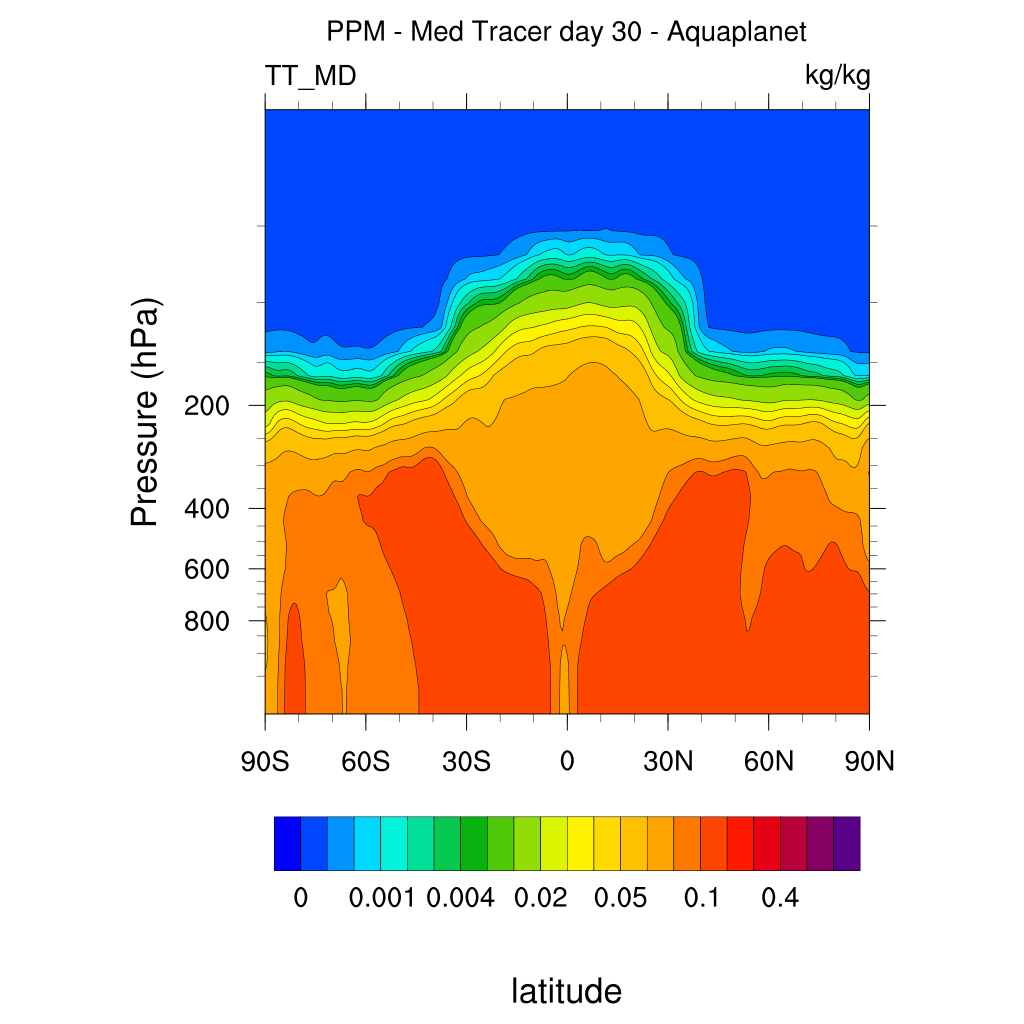 PPM - Med Tracer day 30 - Aquaplanet
TT_MD
kg/kg
Pressure (hPa)
200
400
600
800
90S 60S 30S 0 30N 60N 90N
0 0.001 0.004 0.02 0.05 0.1 0.4
latitude